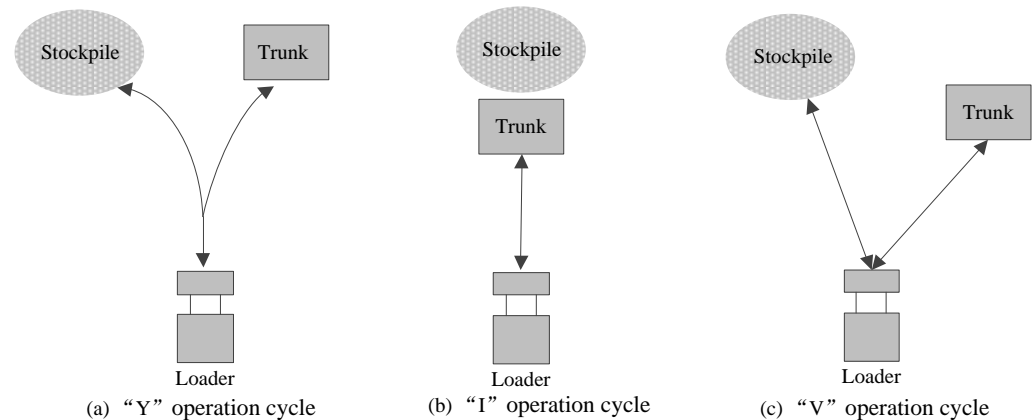 Stockpile
Trunk
Loader
(a) “Y” operation cycle
Stockpile
Trunk
Loader
(b) “I” operation cycle
Stockpile
Trunk
Loader
(c) “V” operation cycle